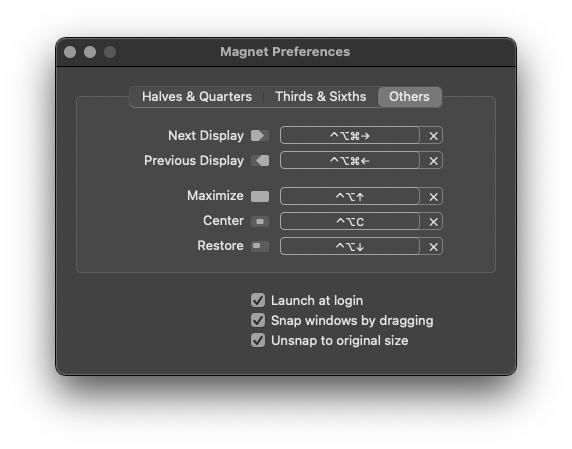 Magnet Preferences
Halves & Quarters Thirds & Sixths Others
Next Display ^⌥⌘→ ×
Previous Display ^⌥⌘← ×
Maximize ^⌥↑ ×
Center ^⌥C ×
Restore ^⌥↓ ×
Launch at login
Snap windows by dragging
Unsnap to original size